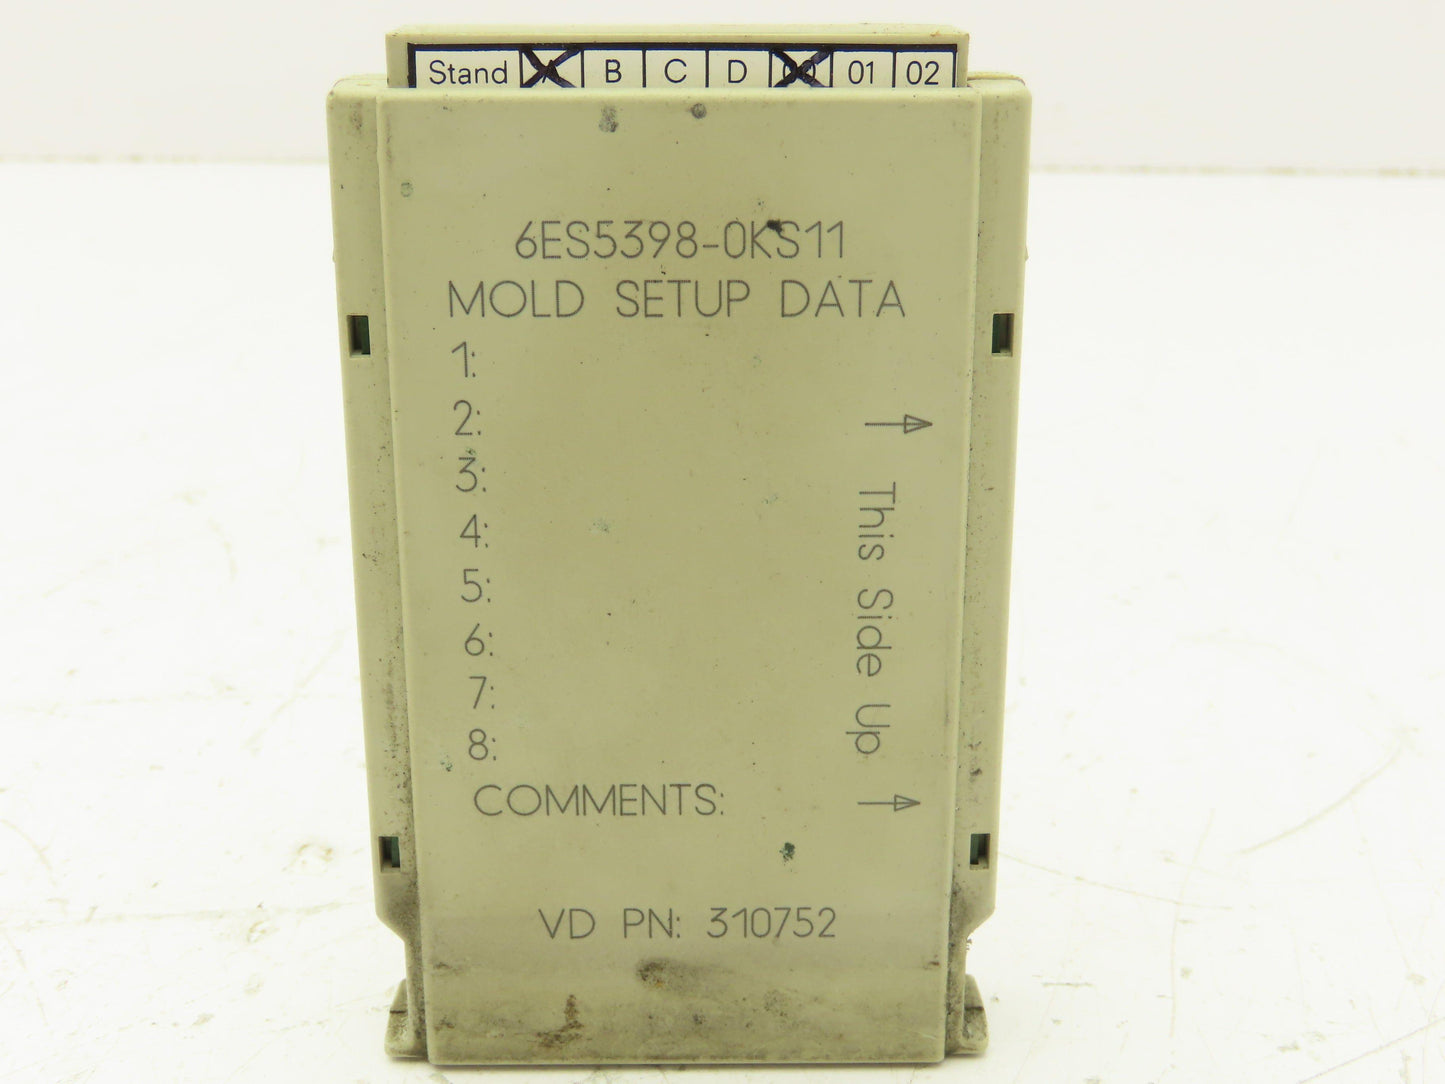 Stand A B C D 00 01 02
6ES5398-0KS11
MOLD SETUP DATA
1:
2:
3:
4:
5:
6:
7:
8:
This Side Up
COMMENTS:
VD PN: 310752